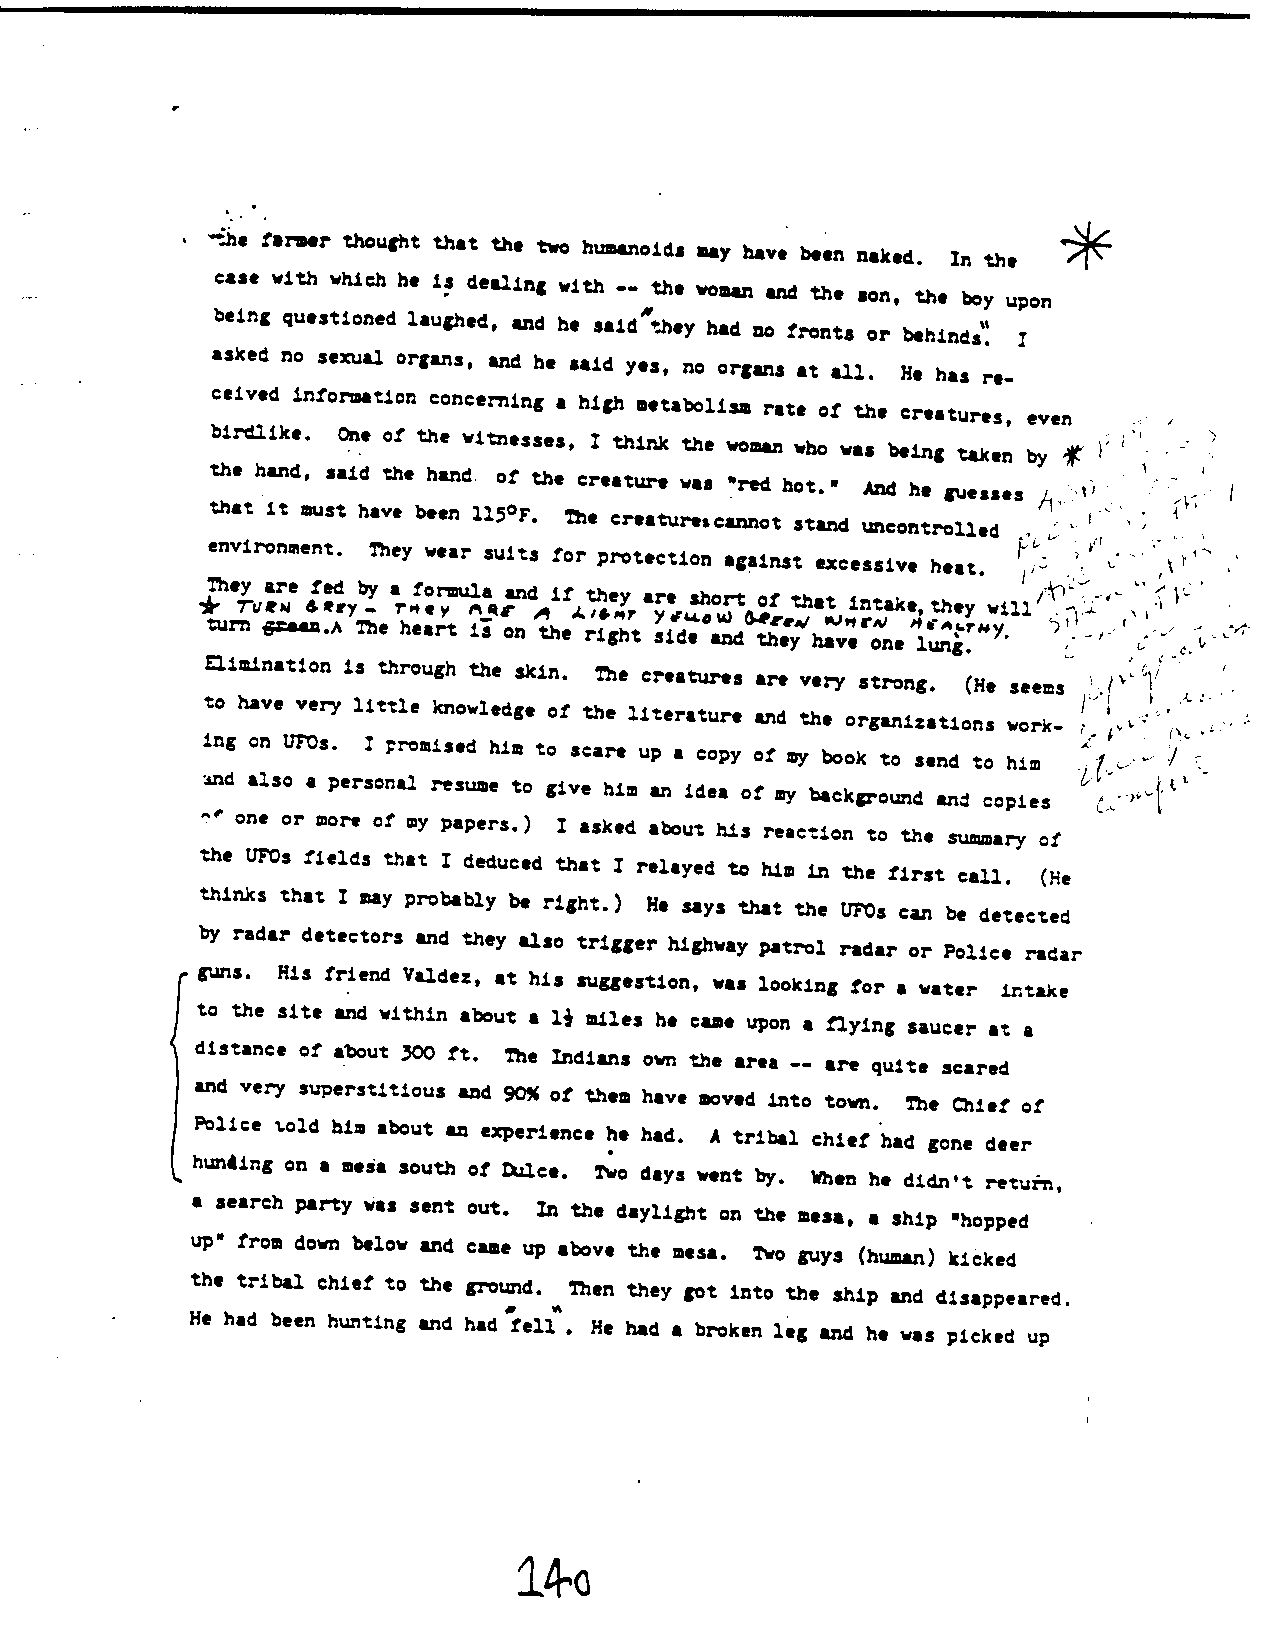 the farmer thought that the two humanoids may have been naked. In the
case with which he is dealing with -- the woman and the son, the boy upon
being questioned laughed, and he said "they had no fronts or behinds". I
asked no sexual organs, and he said yes, no organs at all. He has re-
ceived information concerning a high metabolism rate of the creatures, even
birdlike. One of the witnesses, I think the woman who was being taken by *
the hand, said the hand of the creature was "red hot." And he guesses
that it must have been 115°F. The creatures cannot stand uncontrolled
environment. They wear suits for protection against excessive heat.
They are fed by a formula and if they are short of that intake, they will
* TURN GREY - THEY ARE A LIGHT YELLOW GREEN WHEN HEALTHY.
turn green.^ The heart is on the right side and they have one lung.
Elimination is through the skin. The creatures are very strong. (He seems
to have very little knowledge of the literature and the organizations work-
ing on UFOs. I promised him to scare up a copy of my book to send to him
and also a personal resume to give him an idea of my background and copies
of one or more of my papers.) I asked about his reaction to the summary of
the UFOs fields that I deduced that I relayed to him in the first call. (He
thinks that I may probably be right.) He says that the UFOs can be detected
by radar detectors and they also trigger highway patrol radar or Police radar
guns. His friend Valdez, at his suggestion, was looking for a water intake
to the site and within about a 1½ miles he came upon a flying saucer at a
distance of about 300 ft. The Indians own the area -- are quite scared
and very superstitious and 90% of them have moved into town. The Chief of
Police told him about an experience he had. A tribal chief had gone deer
hunding on a mesa south of Dulce. Two days went by. When he didn't return,
a search party was sent out. In the daylight on the mesa, a ship "hopped
up" from down below and came up above the mesa. Two guys (human) kicked
the tribal chief to the ground. Then they got into the ship and disappeared.
He had been hunting and had "fell". He had a broken leg and he was picked up
140